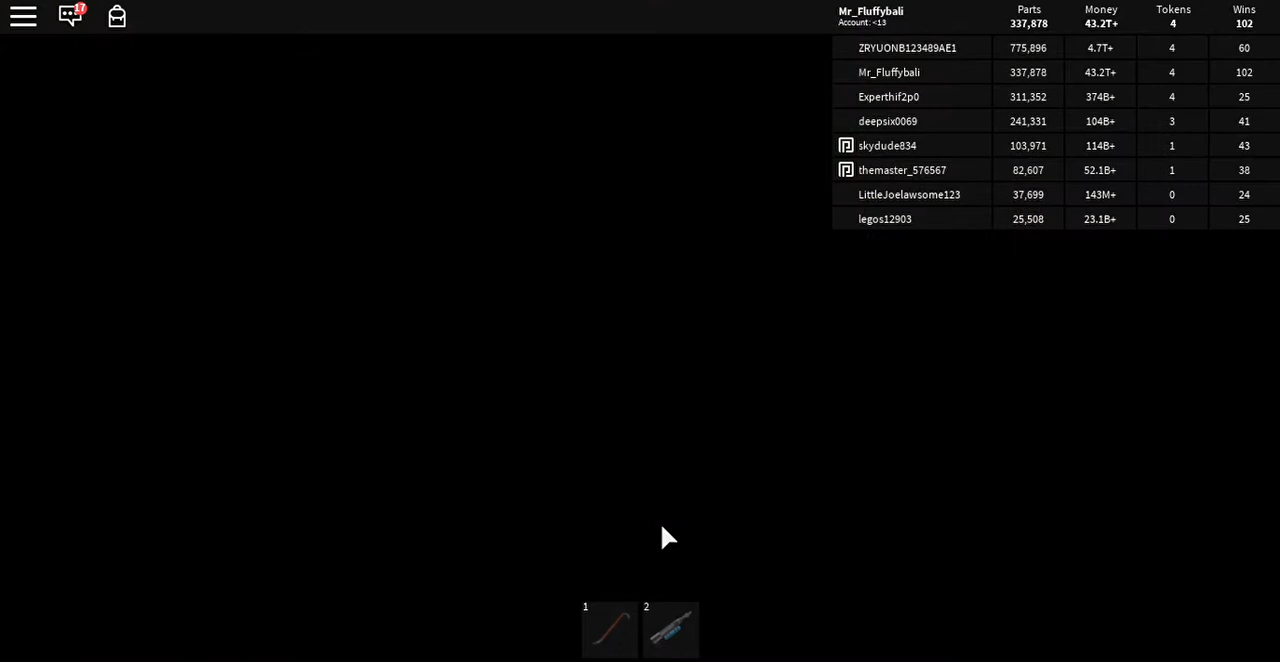 17
Mr_Fluffybali Parts Money Tokens Wins
Account: <13 337,878 43.2T+ 4 102
ZRYUONB123489AE1 775,896 4.7T+ 4 60
Mr_Fluffybali 337,878 43.2T+ 4 102
Experthif2p0 311,352 374B+ 4 25
deepsix0069 241,331 104B+ 3 41
skydude834 103,971 114B+ 1 43
themaster_576567 82,607 52.1B+ 1 38
LittleJoelawsome123 37,699 143M+ 0 24
legos12903 25,508 23.1B+ 0 25
1 2